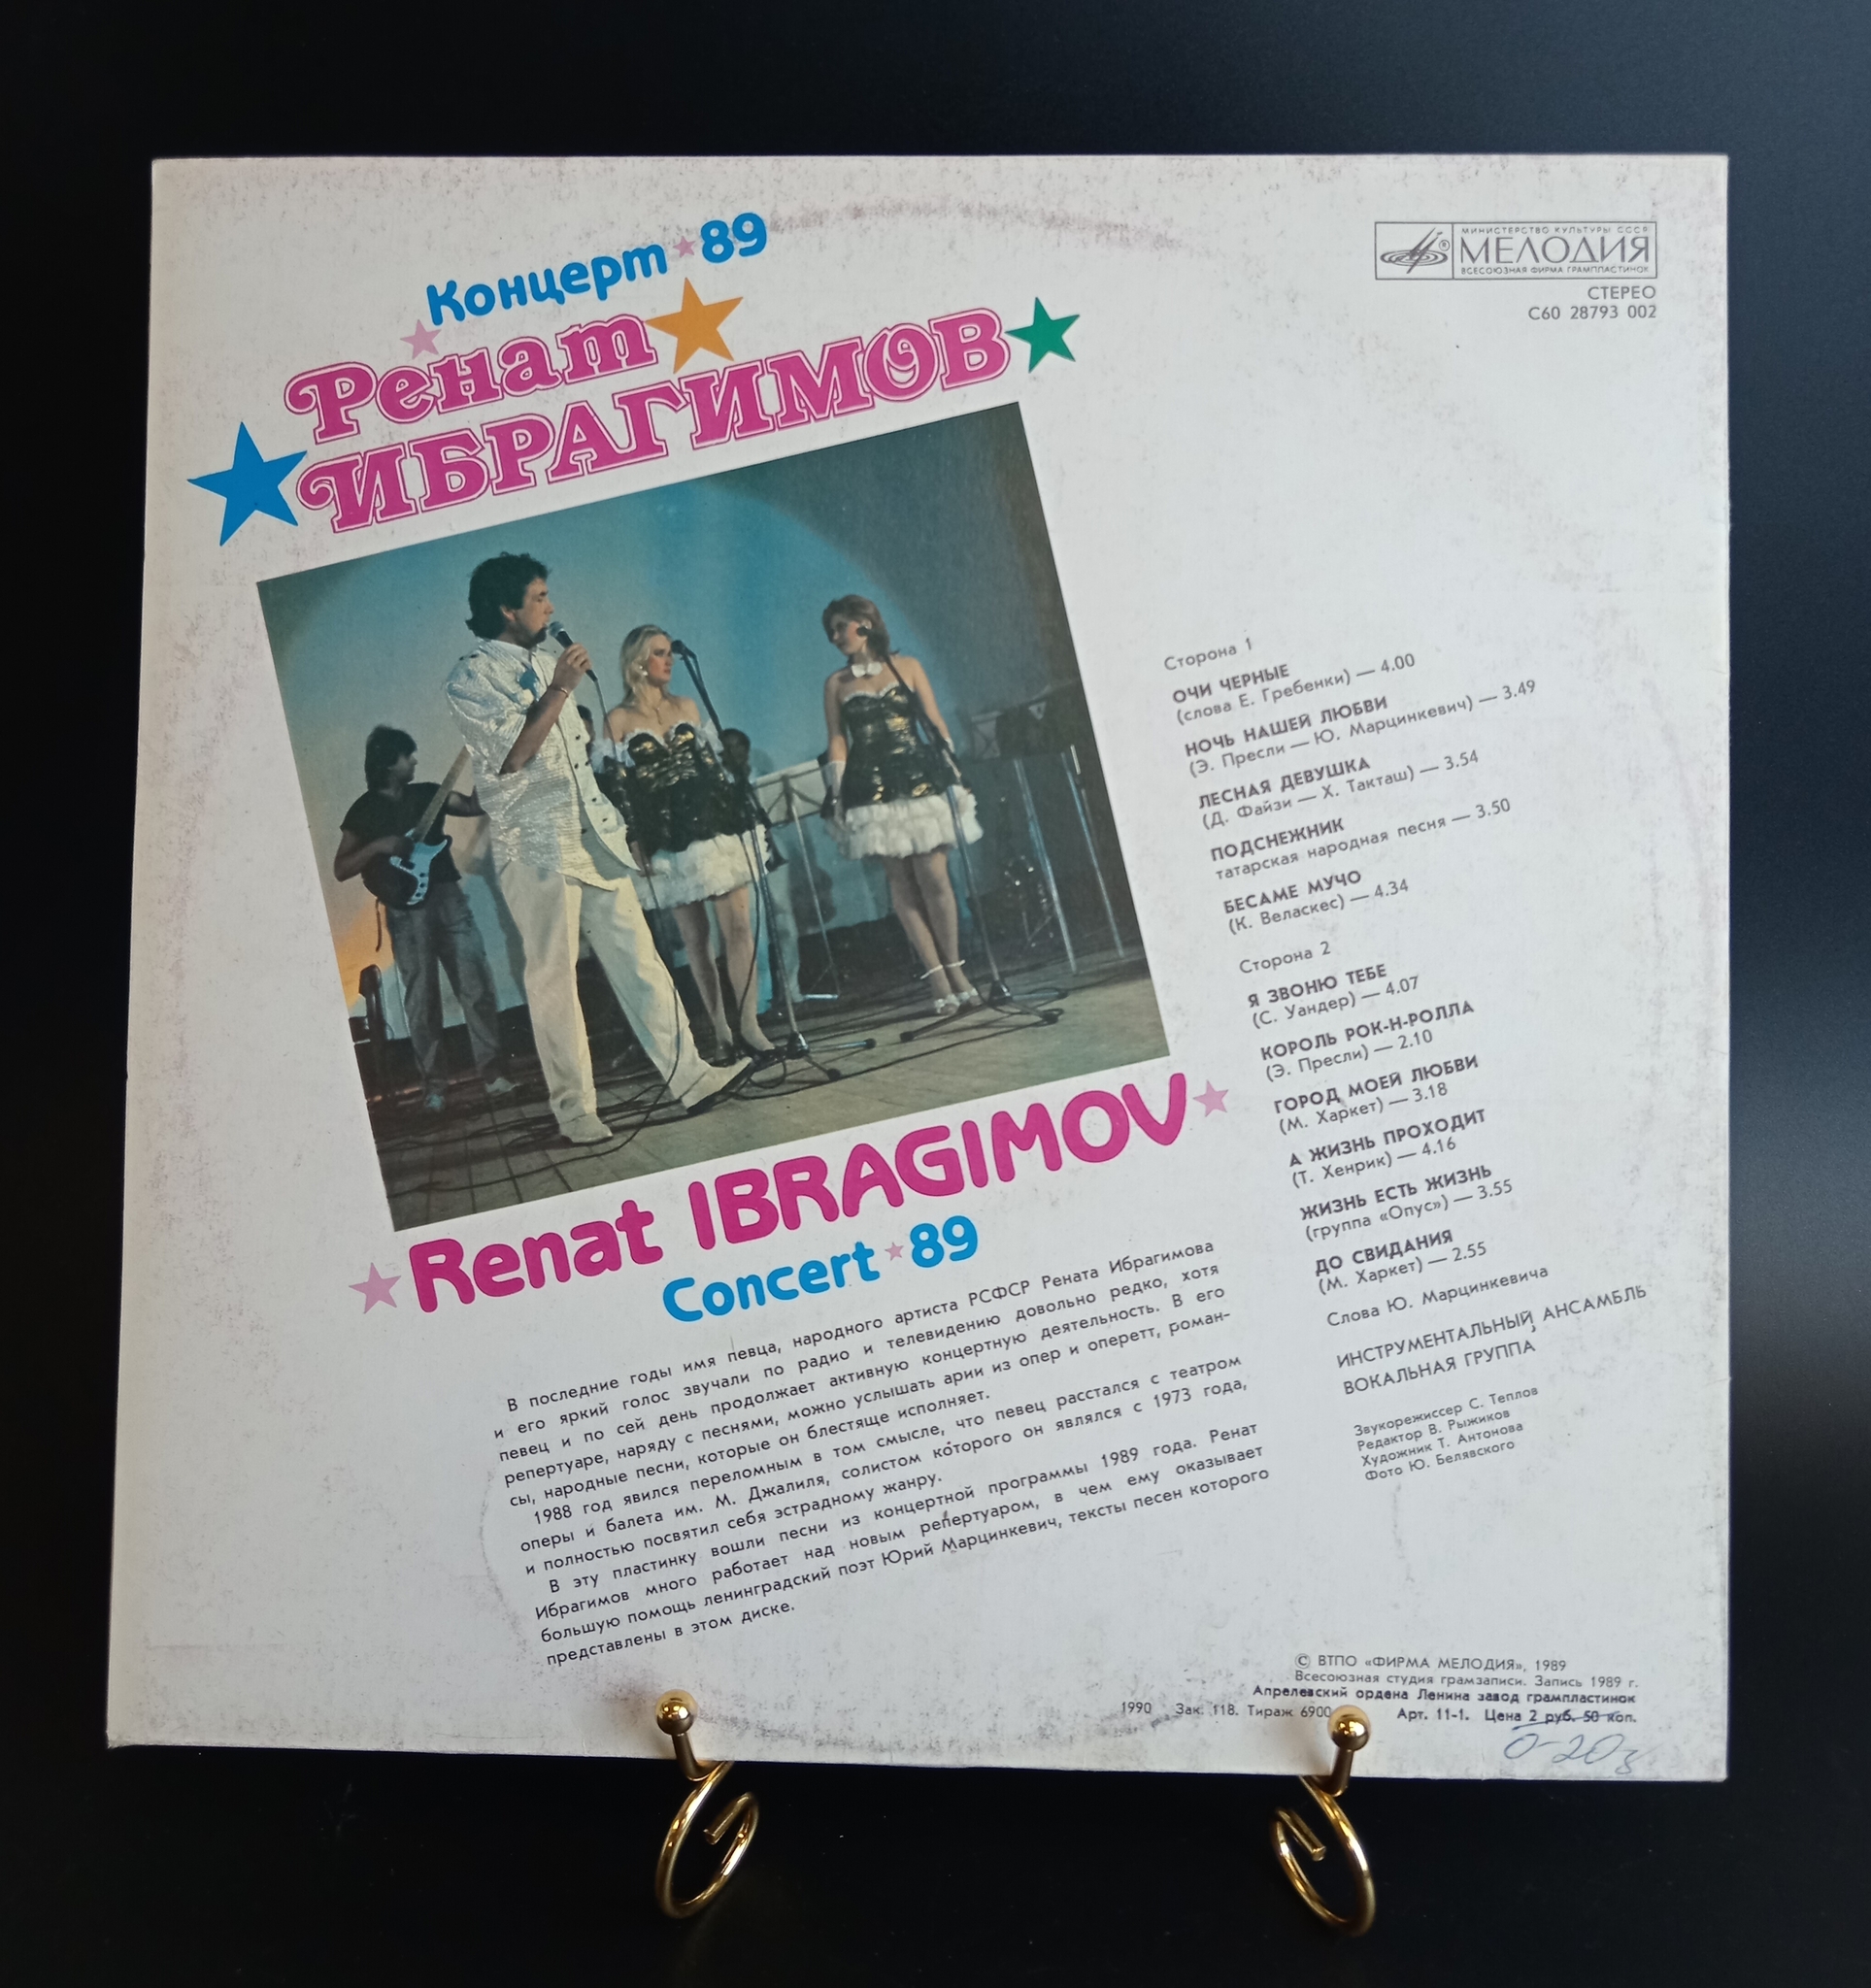 Концерт 89
Ренат
ИБРАГИМОВ
МИНИСТЕРСТВО КУЛЬТУРЫ СССР
МЕЛОДИЯ
ВСЕСОЮЗНАЯ ФИРМА ГРАМПЛАСТИНОК
СТЕРЕО
С60 28793 002
Renat IBRAGIMOV
Concert 89
В последние годы имя певца, народного артиста РСФСР Рената Ибрагимова
и его яркий голос звучали по радио и телевидению довольно редко, хотя
певец и по сей день продолжает активную концертную деятельность. В его
репертуаре, наряду с песнями, можно услышать арии из опер и оперетт, роман-
сы, народные песни, которые он блестяще исполняет.
1988 год явился переломным в том смысле, что певец расстался с театром
оперы и балета им. М. Джалиля, солистом которого он являлся с 1973 года,
и полностью посвятил себя эстрадному жанру.
В эту пластинку вошли песни из концертной программы 1989 года. Ренат
Ибрагимов много работает над новым репертуаром, в чем ему оказывает
большую помощь ленинградский поэт Юрий Марцинкевич, тексты песен которого
представлены в этом диске.
Сторона 1
ОЧИ ЧЕРНЫЕ
(слова Е. Гребенки) — 4.00
НОЧЬ НАШЕЙ ЛЮБВИ
(Э. Пресли — Ю. Марцинкевич) — 3.49
ЛЕСНАЯ ДЕВУШКА
(Д. Файзи — Х. Такташ) — 3.54
ПОДСНЕЖНИК
татарская народная песня — 3.50
БЕСАМЕ МУЧО
(К. Веласкес) — 4.34
Сторона 2
Я ЗВОНЮ ТЕБЕ
(С. Уандер) — 4.07
КОРОЛЬ РОК-Н-РОЛЛА
(Э. Пресли) — 2.10
ГОРОД МОЕЙ ЛЮБВИ
(М. Харкет) — 3.18
А ЖИЗНЬ ПРОХОДИТ
(Т. Хенрик) — 4.16
ЖИЗНЬ ЕСТЬ ЖИЗНЬ
(группа «Опус») — 3.55
ДО СВИДАНИЯ
(М. Харкет) — 2.55
Слова Ю. Марцинкевича
ИНСТРУМЕНТАЛЬНЫЙ АНСАМБЛЬ,
ВОКАЛЬНАЯ ГРУППА
Звукорежиссер С. Теплов
Редактор В. Рыжиков
Художник Т. Антонова
Фото Ю. Белявского
© ВТПО «ФИРМА МЕЛОДИЯ», 1989
Всесоюзная студия грамзаписи. Запись 1989 г.
Апрелевский ордена Ленина завод грампластинок
1990 Зак. 118. Тираж 6900 Арт. 11-1. Цена 2 руб. 50 коп.
0-20